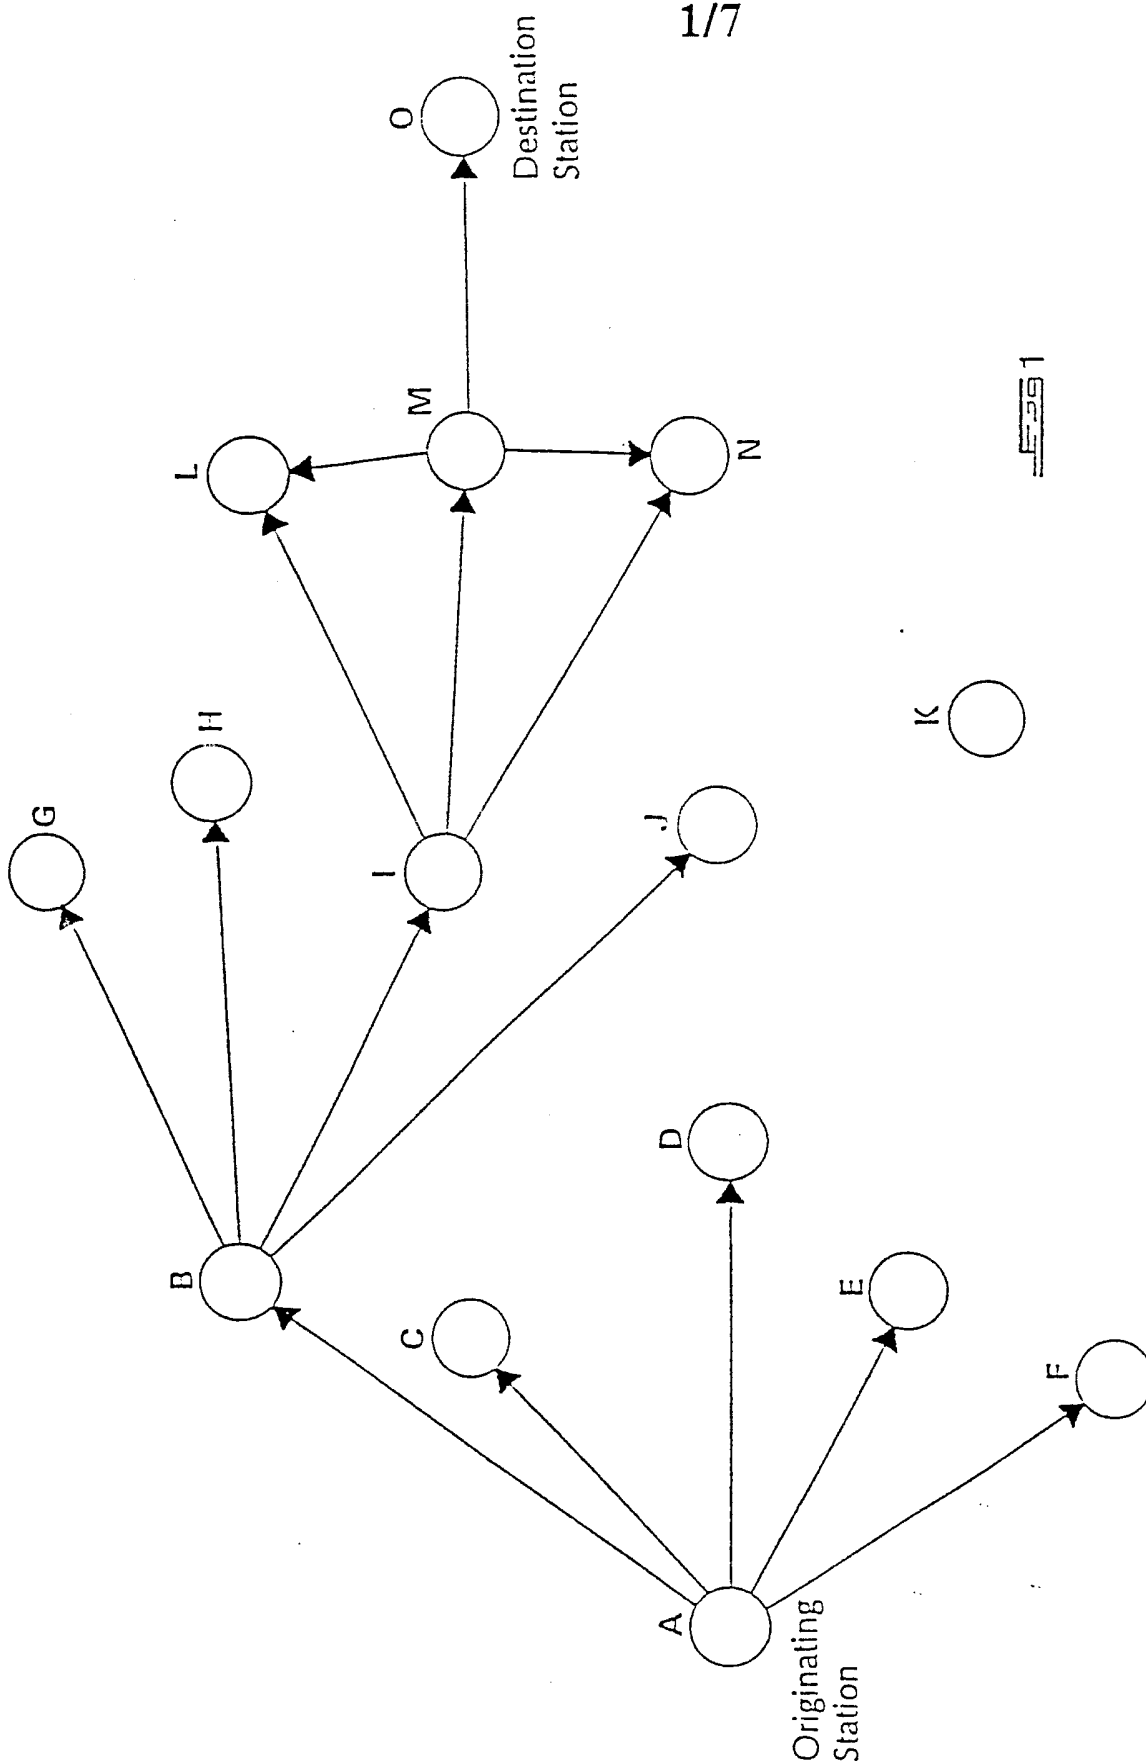 1/7
O
Destination
Station
M
L
N
H
G
I
J
K
B
D
C
E
F
A
Originating
Station